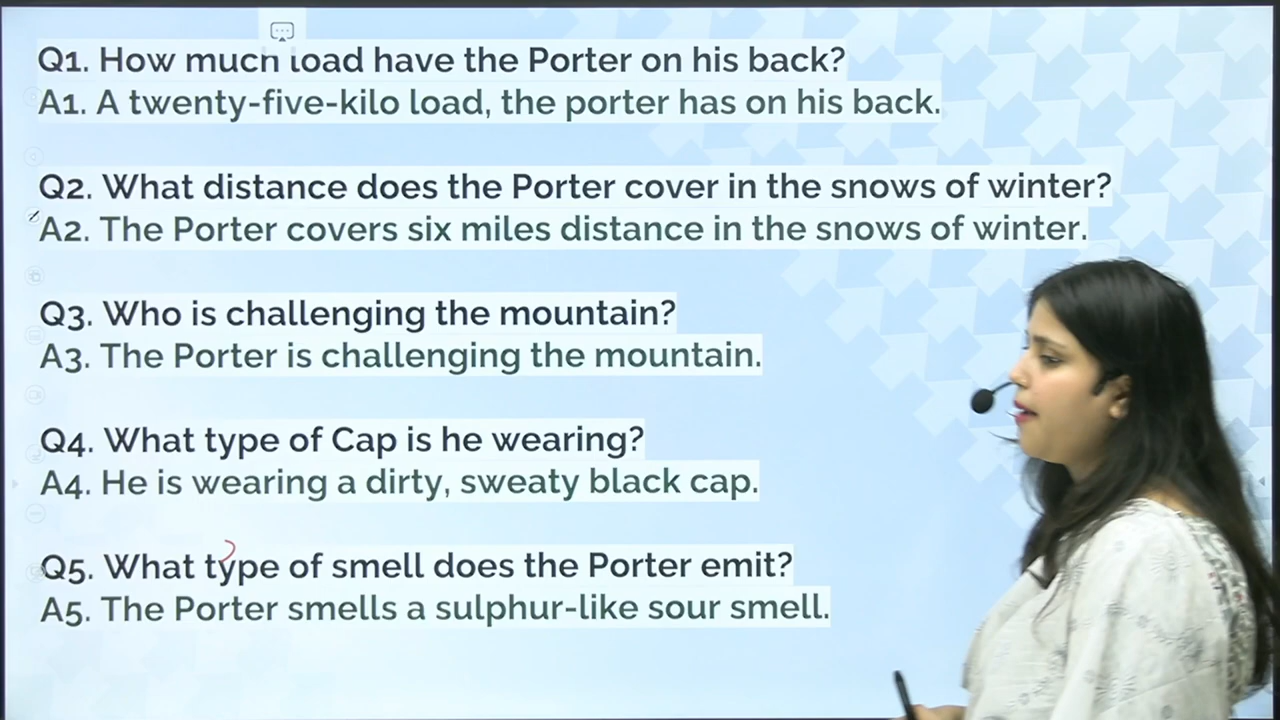 Q1. How much load have the Porter on his back?
A1. A twenty-five-kilo load, the porter has on his back.
Q2. What distance does the Porter cover in the snows of winter?
A2. The Porter covers six miles distance in the snows of winter.
Q3. Who is challenging the mountain?
A3. The Porter is challenging the mountain.
Q4. What type of Cap is he wearing?
A4. He is wearing a dirty, sweaty black cap.
Q5. What type of smell does the Porter emit?
A5. The Porter smells a sulphur-like sour smell.